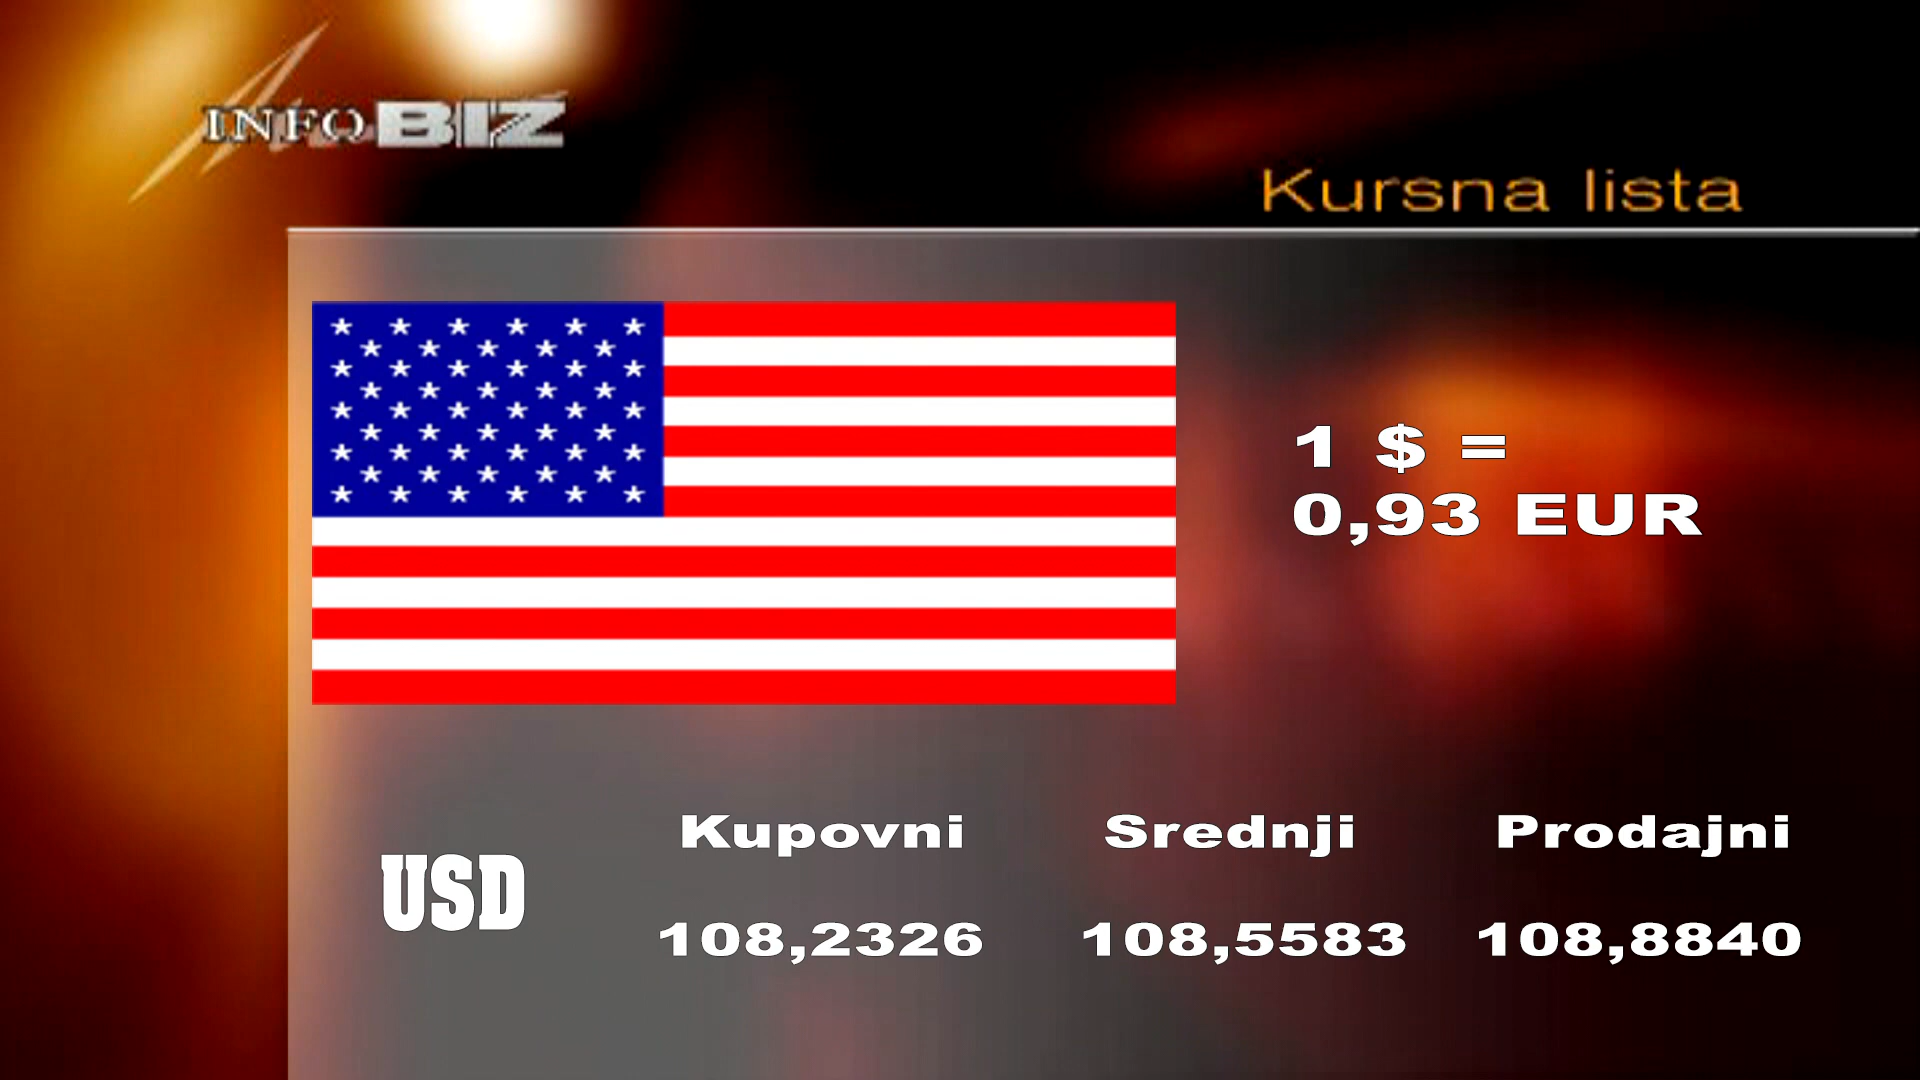 INFO BIZ
Kursna lista
1 $ =
0,93 EUR
Kupovni Srednji Prodajni
USD
108,2326 108,5583 108,8840